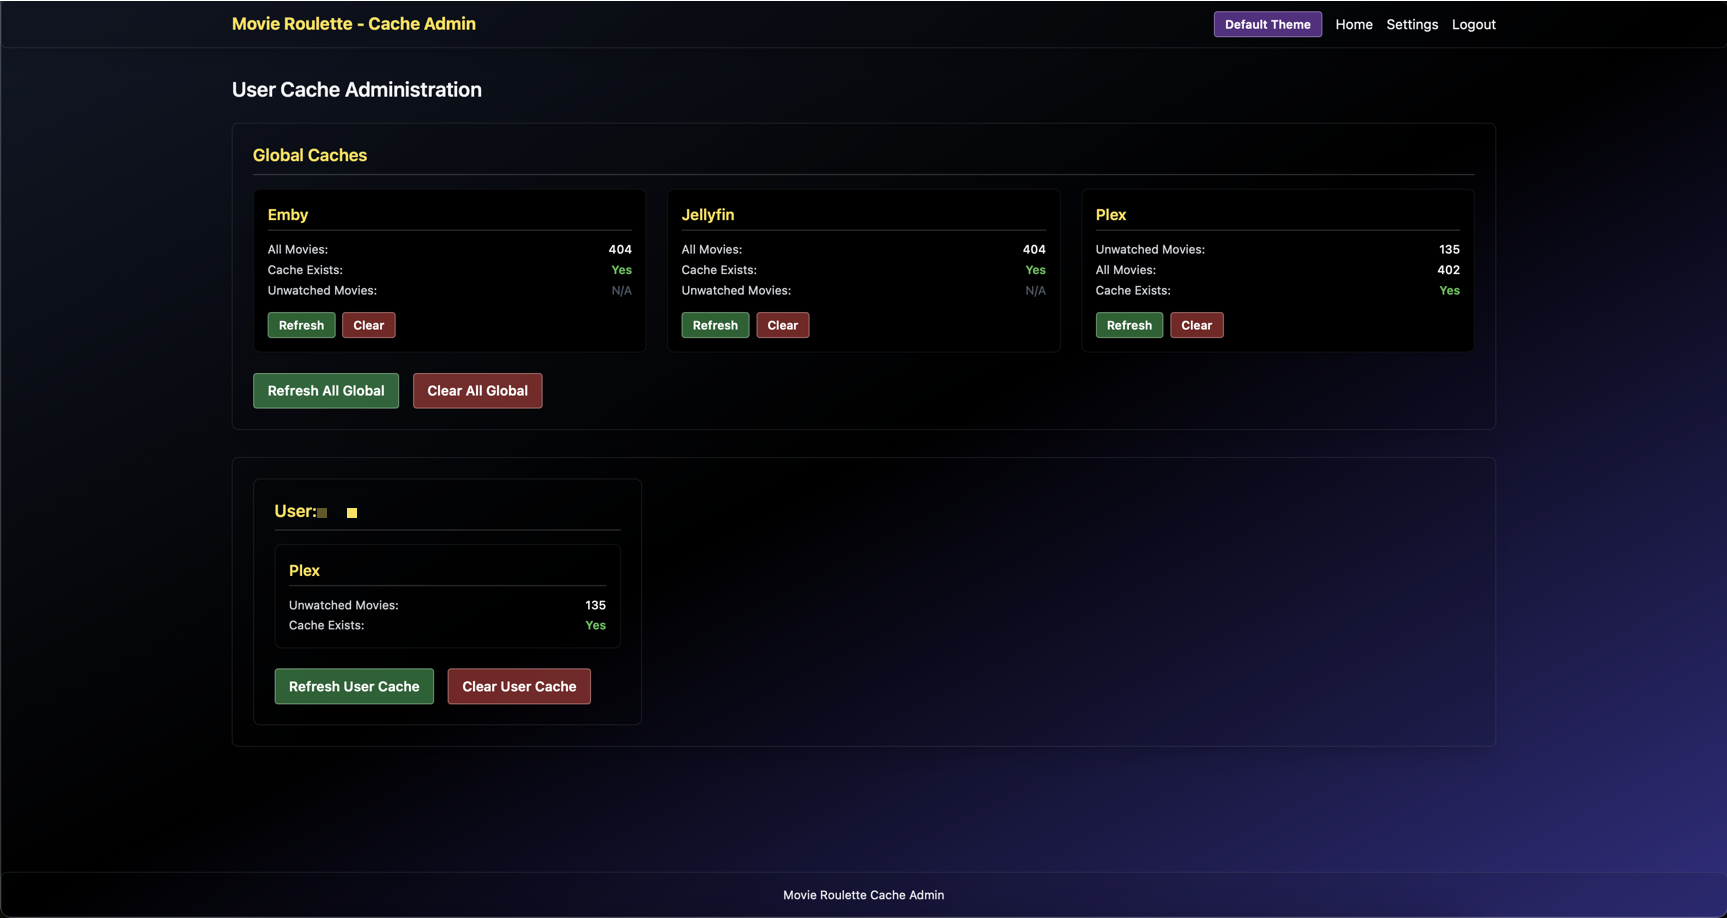 Movie Roulette - Cache Admin
Default Theme Home Settings Logout
User Cache Administration
Global Caches
Emby
All Movies: 404
Cache Exists: Yes
Unwatched Movies: N/A
Refresh Clear
Jellyfin
All Movies: 404
Cache Exists: Yes
Unwatched Movies: N/A
Refresh Clear
Plex
Unwatched Movies: 135
All Movies: 402
Cache Exists: Yes
Refresh Clear
Refresh All Global Clear All Global
User:
Plex
Unwatched Movies: 135
Cache Exists: Yes
Refresh User Cache Clear User Cache
Movie Roulette Cache Admin